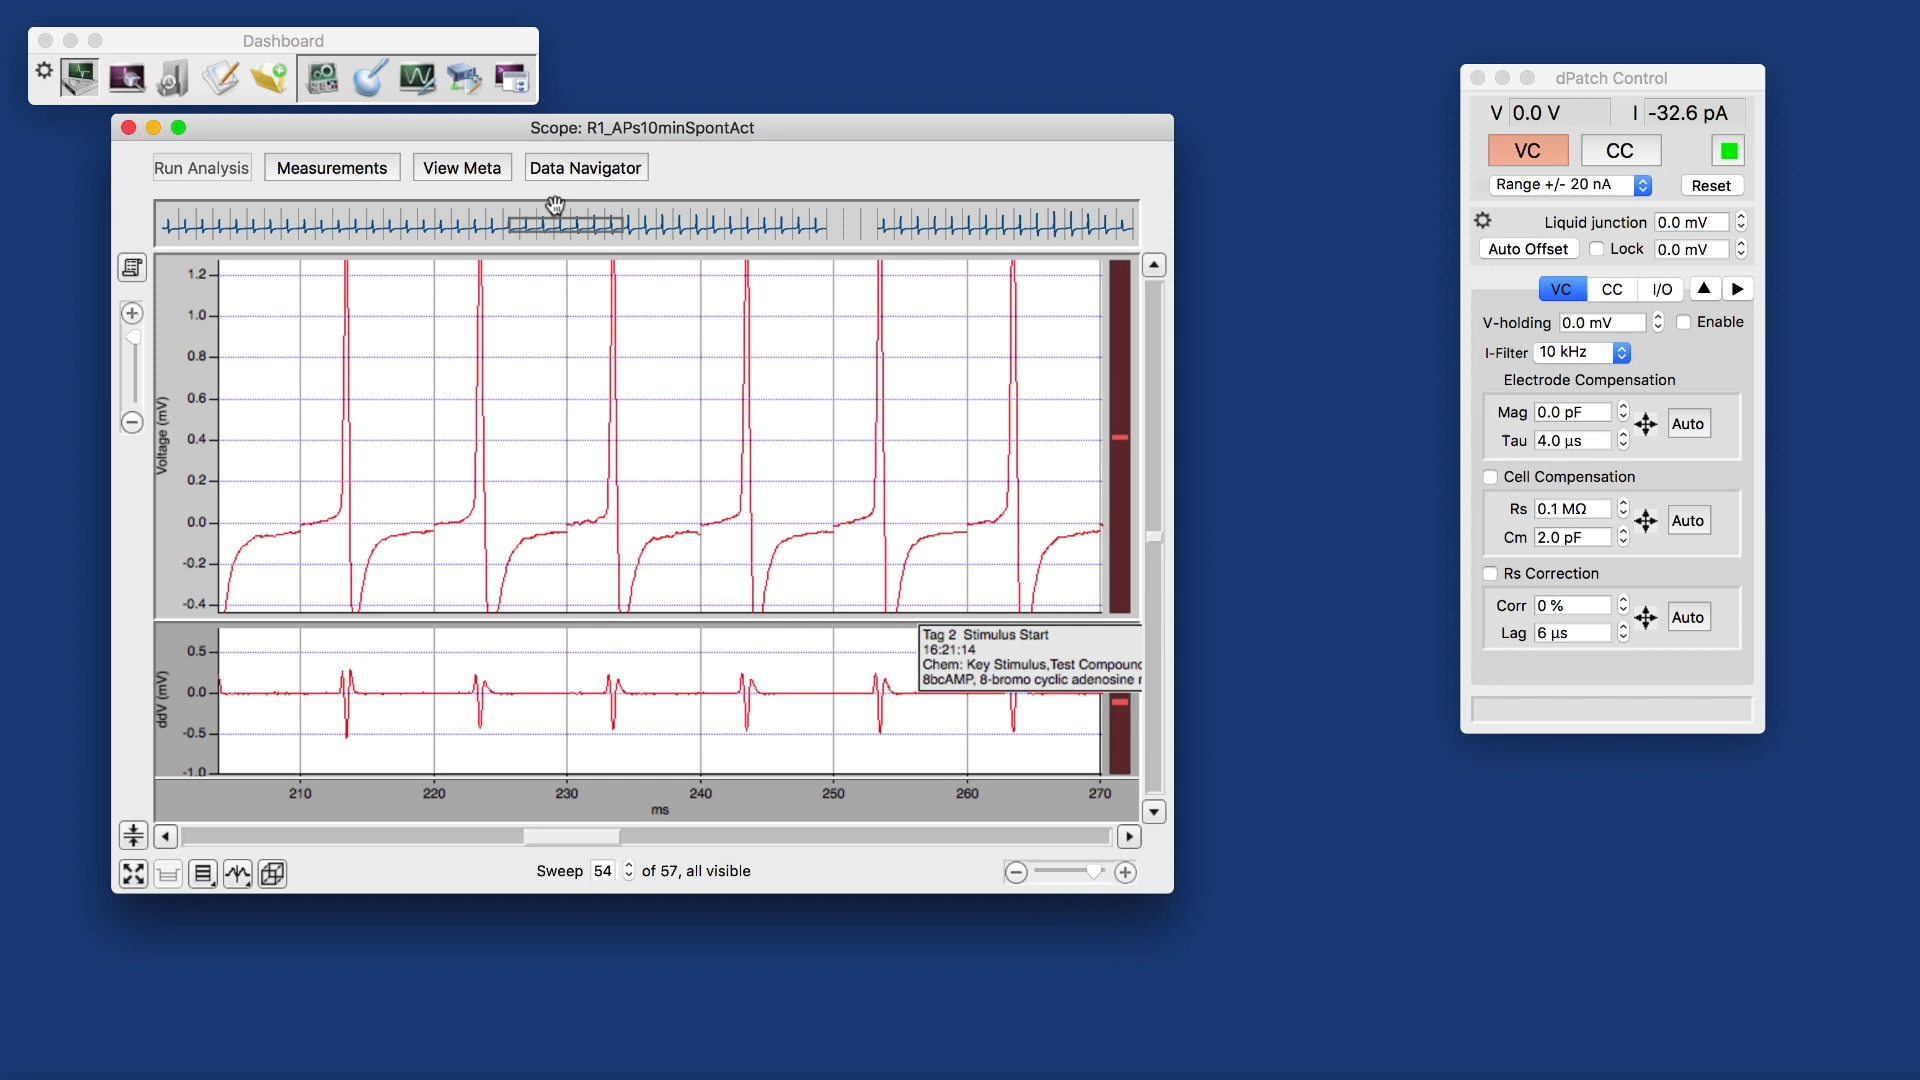 Dashboard
Scope: R1_APs10minSpontAct
Run Analysis Measurements View Meta Data Navigator
Voltage (mV)
1.2
1.0
0.8
0.6
0.4
0.2
0.0
-0.2
-0.4
ddV (mV)
0.5
0.0
-0.5
-1.0
Tag 2 Stimulus Start
16:21:14
Chem: Key Stimulus,Test Compound
8bcAMP, 8-bromo cyclic adenosine
210 220 230 240 250 260 270
ms
Sweep 54 of 57, all visible
dPatch Control
V 0.0 V I -32.6 pA
VC CC
Range +/- 20 nA Reset
Liquid junction 0.0 mV
Auto Offset Lock 0.0 mV
VC CC I/O
V-holding 0.0 mV Enable
I-Filter 10 kHz
Electrode Compensation
Mag 0.0 pF
Auto
Tau 4.0 µs
Cell Compensation
Rs 0.1 MΩ
Auto
Cm 2.0 pF
Rs Correction
Corr 0 %
Auto
Lag 6 µs